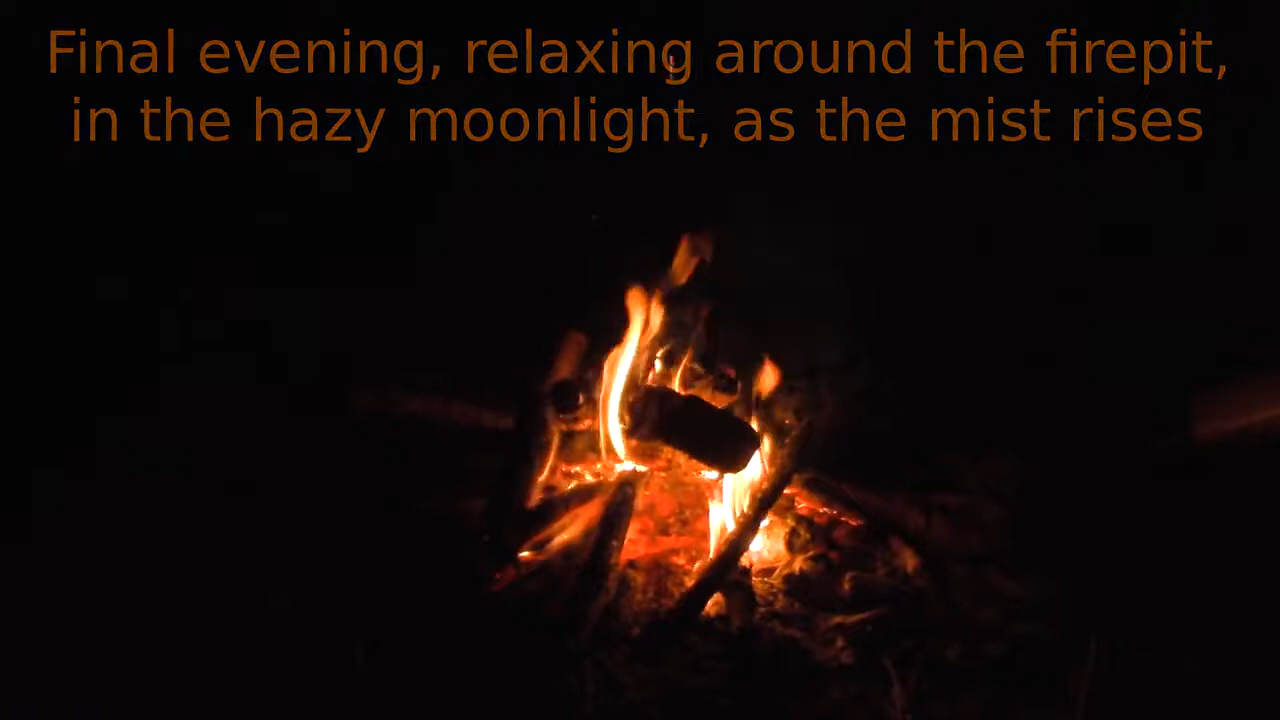 Final evening, relaxing around the firepit,
in the hazy moonlight, as the mist rises